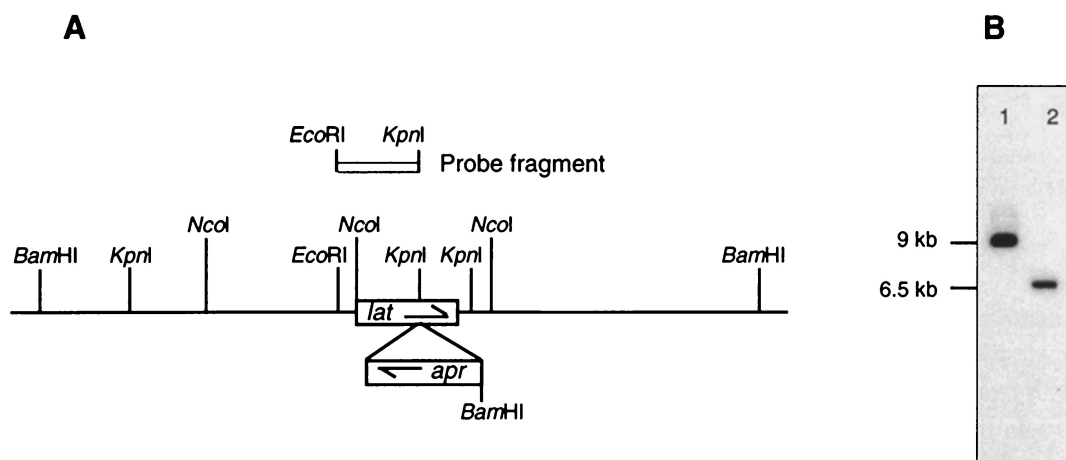 A
B
EcoRI KpnI
Probe fragment
NcoI NcoI NcoI
BamHI KpnI EcoRI KpnI KpnI BamHI
lat
apr
BamHI
1 2
9 kb
6.5 kb